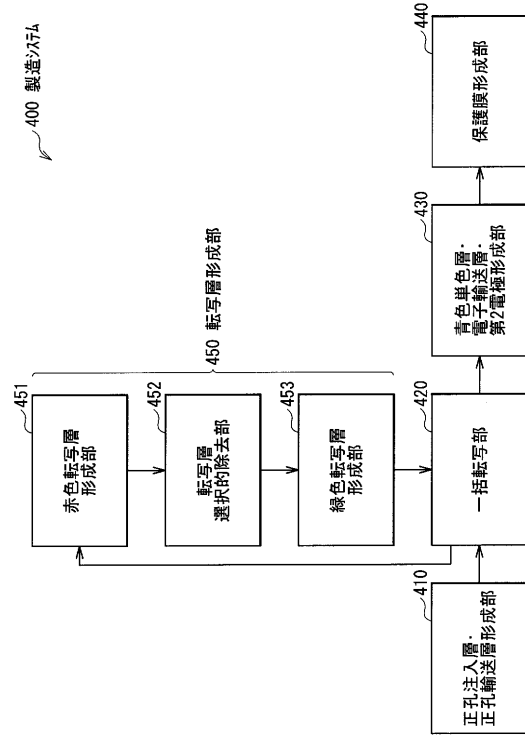 400 製造システム
450 転写層形成部
451
赤色転写層
形成部
452
転写層
選択的除去部
453
緑色転写層
形成部
410
正孔注入層・
正孔輸送層形成部
420
一括転写部
430
青色単色層・
電子輸送層・
第2電極形成部
440
保護膜形成部